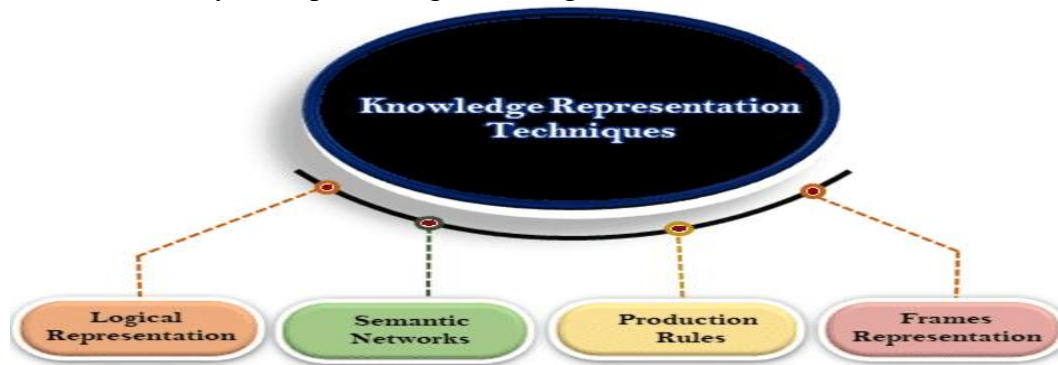 Knowledge Representation
Techniques
Logical
Representation
Semantic
Networks
Production
Rules
Frames
Representation